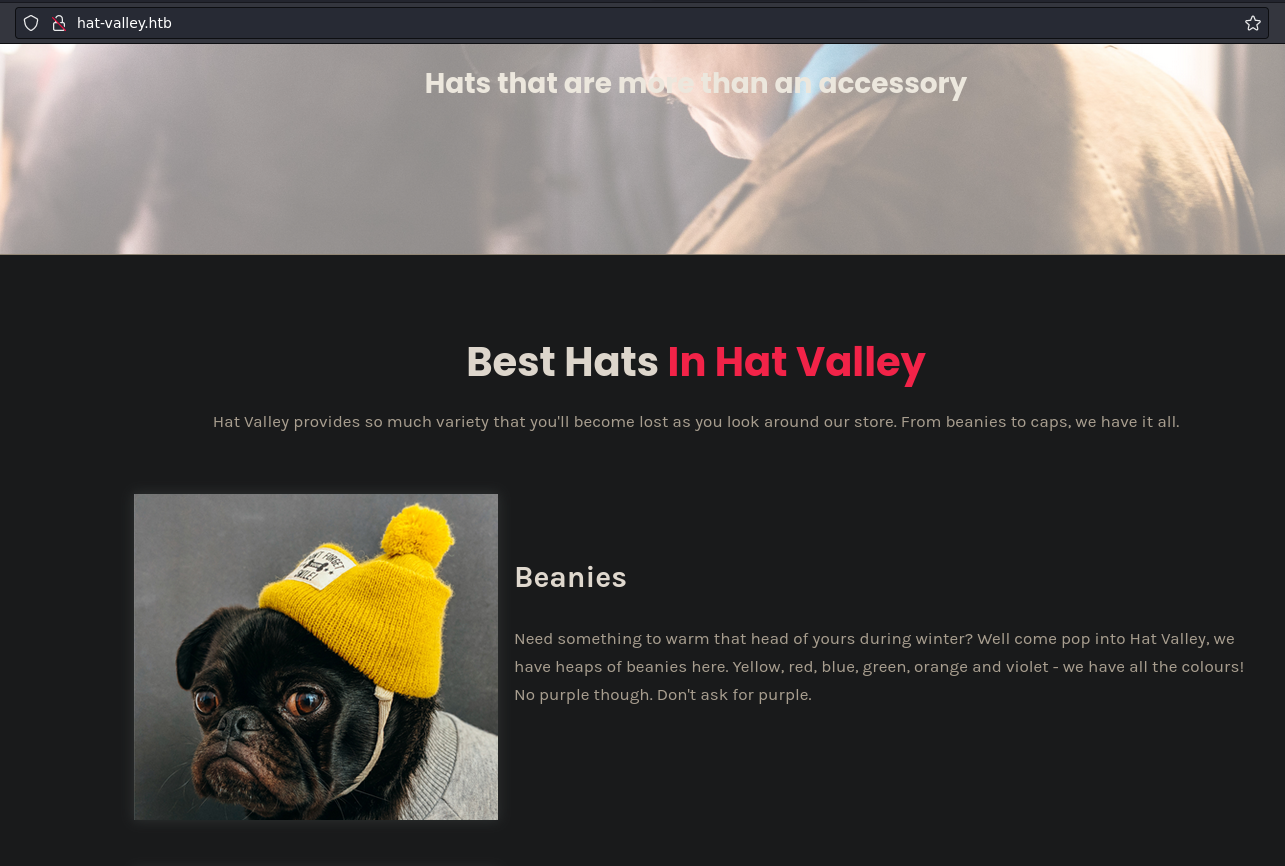 hat-valley.htb
Hats that are more than an accessory
Best Hats In Hat Valley
Hat Valley provides so much variety that you'll become lost as you look around our store. From beanies to caps, we have it all.
FORGET
SMILE!
Beanies
Need something to warm that head of yours during winter? Well come pop into Hat Valley, we
have heaps of beanies here. Yellow, red, blue, green, orange and violet - we have all the colours!
No purple though. Don't ask for purple.